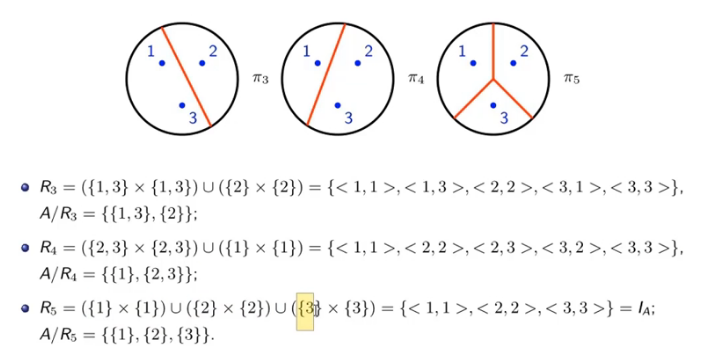 1 2 3 π₃ 1 2 3 π₄ 1 2 3 π₅
R₃ = ({1, 3} × {1, 3}) ∪ ({2} × {2}) = {< 1, 1 >, < 1, 3 >, < 2, 2 >, < 3, 1 >, < 3, 3 >},
A/R₃ = {{1, 3}, {2}};
R₄ = ({2, 3} × {2, 3}) ∪ ({1} × {1}) = {< 1, 1 >, < 2, 2 >, < 2, 3 >, < 3, 2 >, < 3, 3 >},
A/R₄ = {{1}, {2, 3}};
R₅ = ({1} × {1}) ∪ ({2} × {2}) ∪ ({3} × {3}) = {< 1, 1 >, < 2, 2 >, < 3, 3 >} = I_A;
A/R₅ = {{1}, {2}, {3}}.